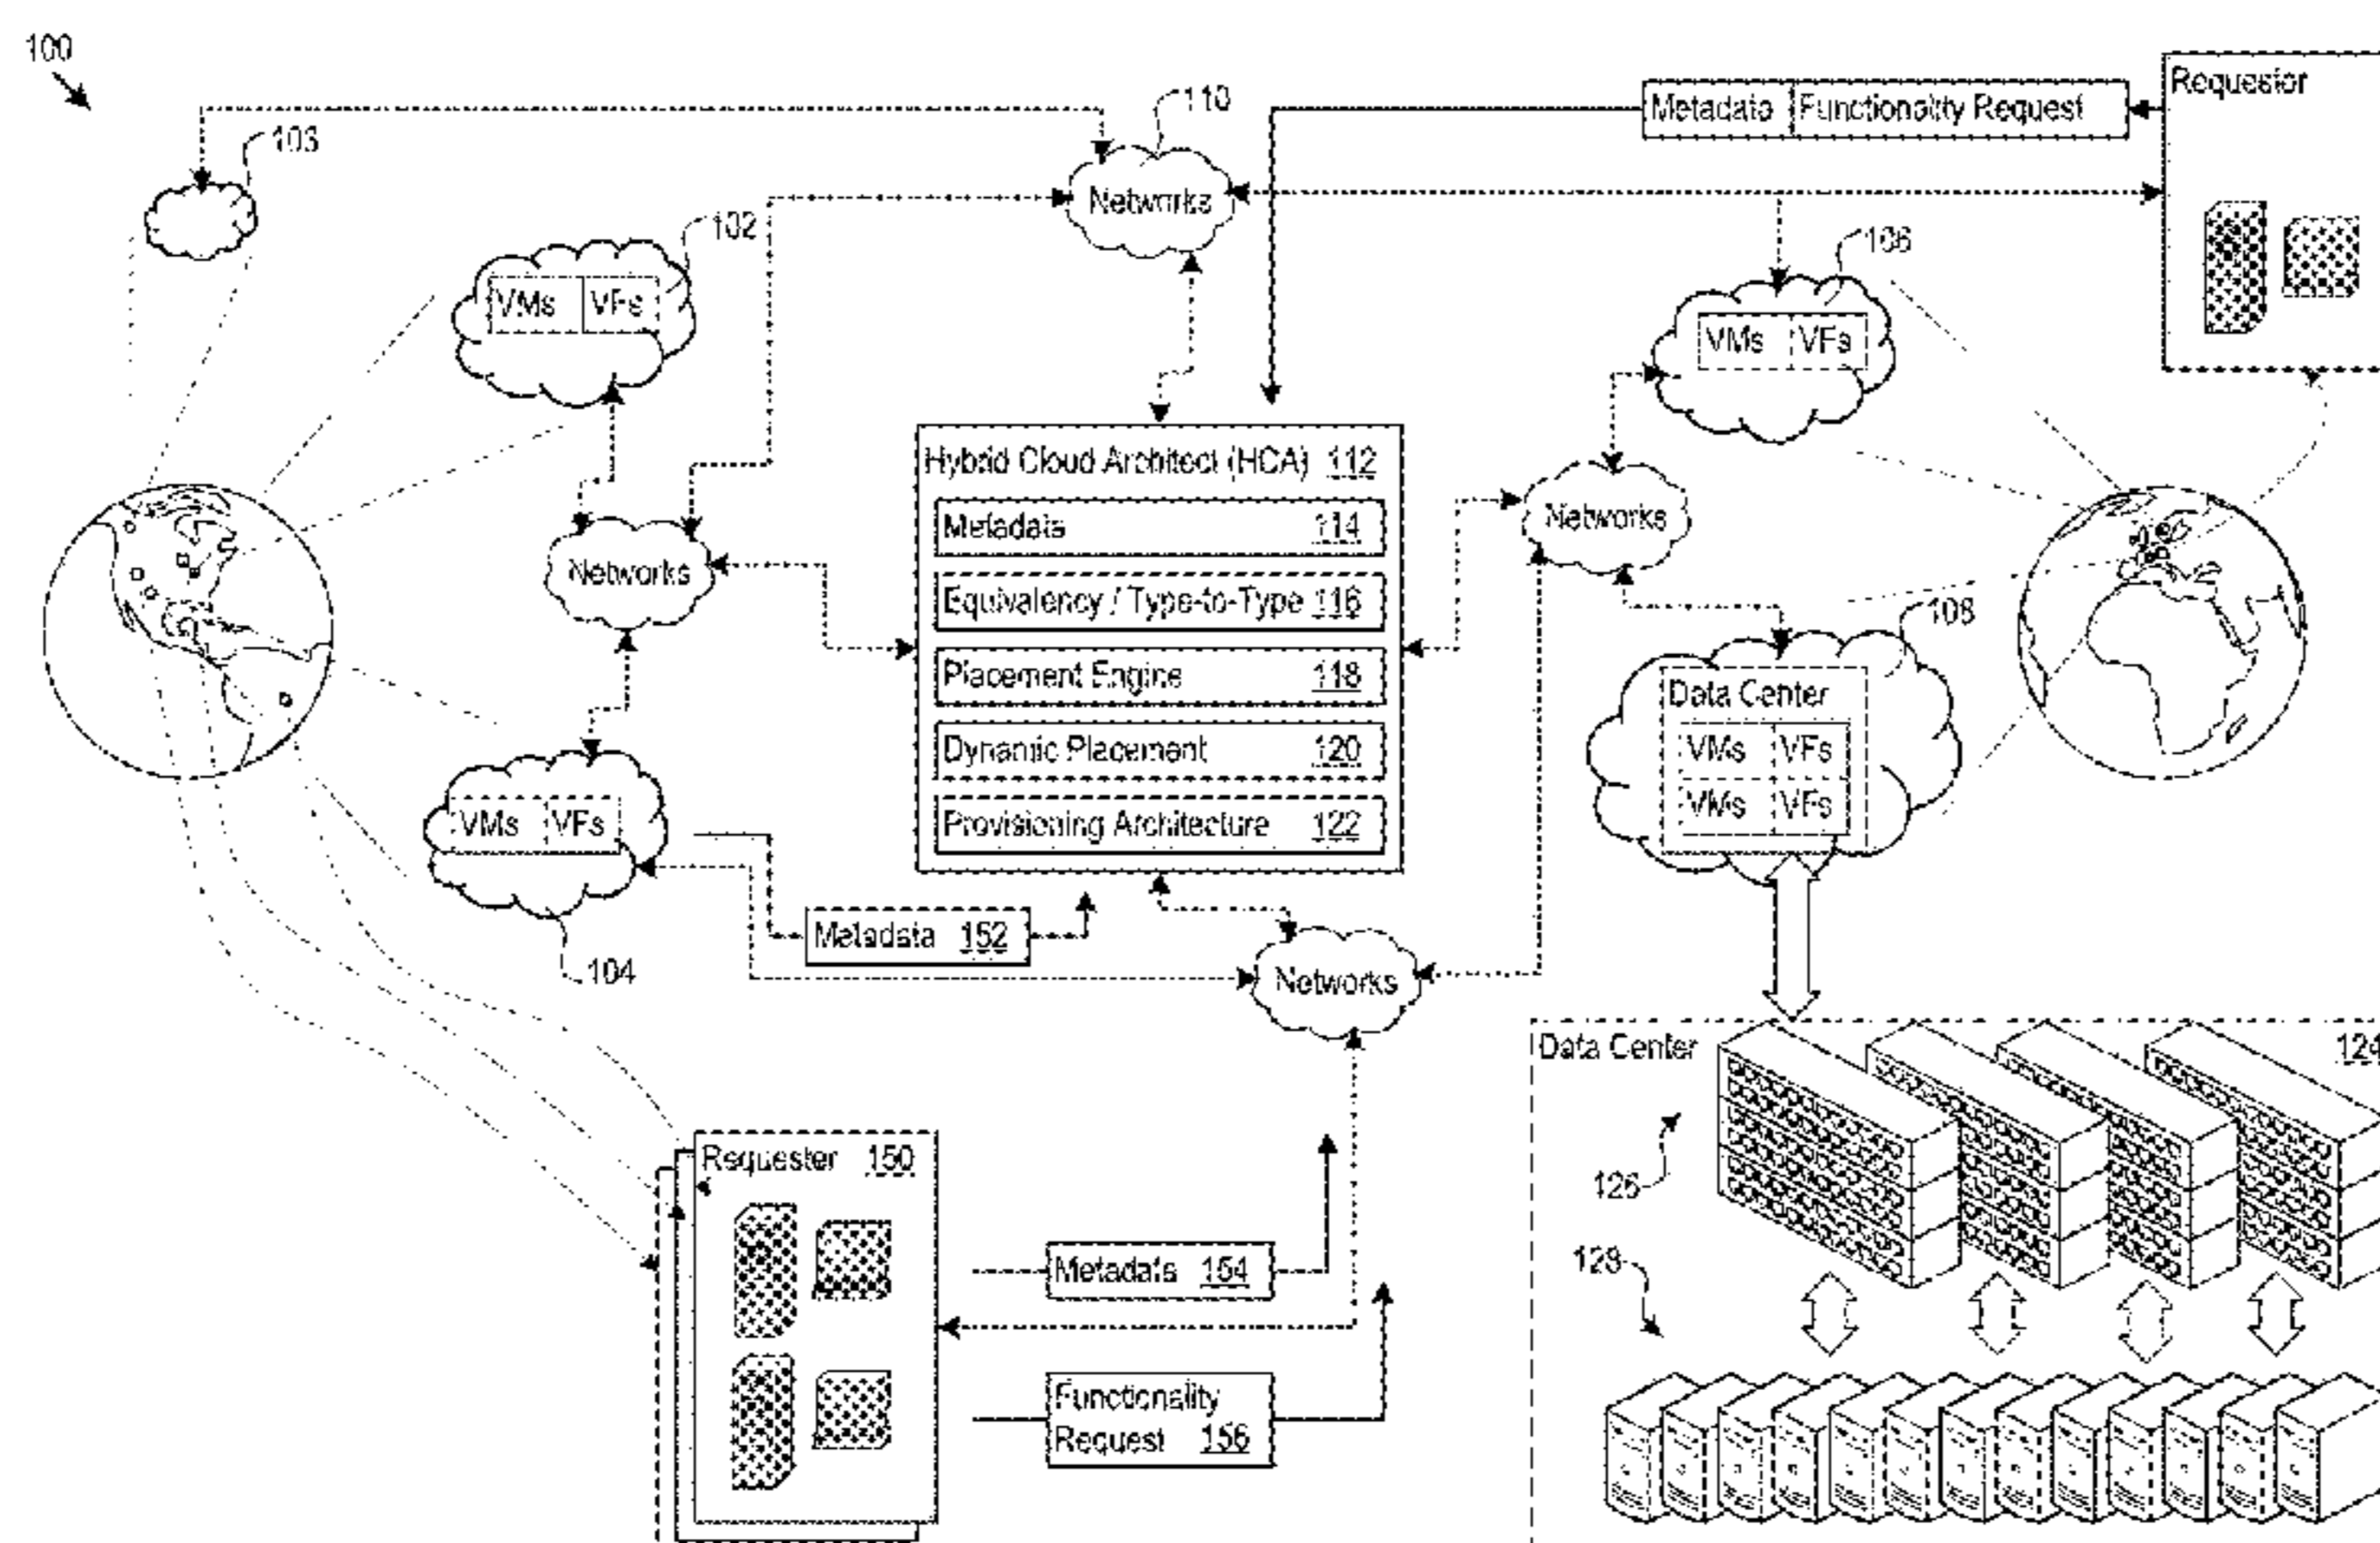 100
110
Metadata Functionality Request
Requestor
103
Networks
102
VMs VFs
106
VMs VFs
Hybrid Cloud Architect (HCA) 112
Metadata 114
Equivalency / Type-to-Type 116
Placement Engine 118
Dynamic Placement 120
Provisioning Architecture 122
Networks
Networks
108
Data Center
VMs VFs
VMs VFs
VMs VFs
104
Metadata 152
Networks
Data Center 124
126
128
Requester 150
Metadata 154
Functionality
Request 156